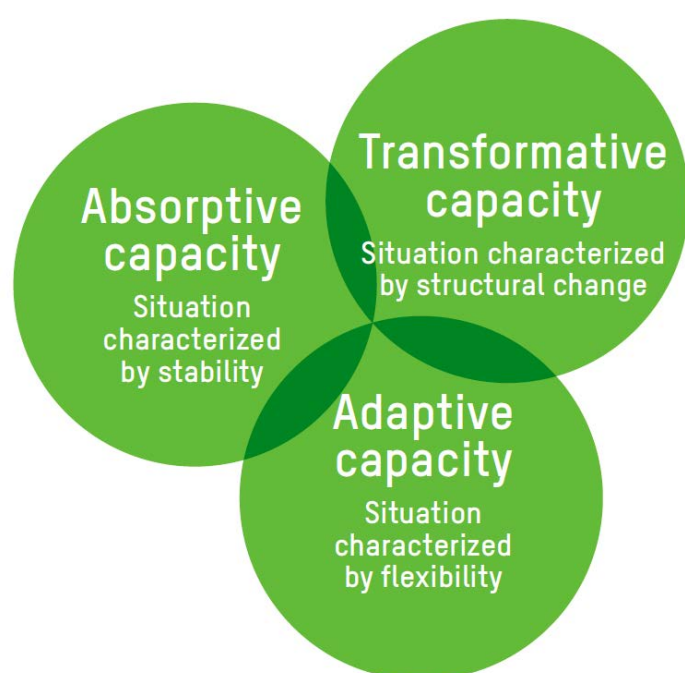 Absorptive
capacity
Situation
characterized
by stability
Transformative
capacity
Situation characterized
by structural change
Adaptive
capacity
Situation
characterized
by flexibility